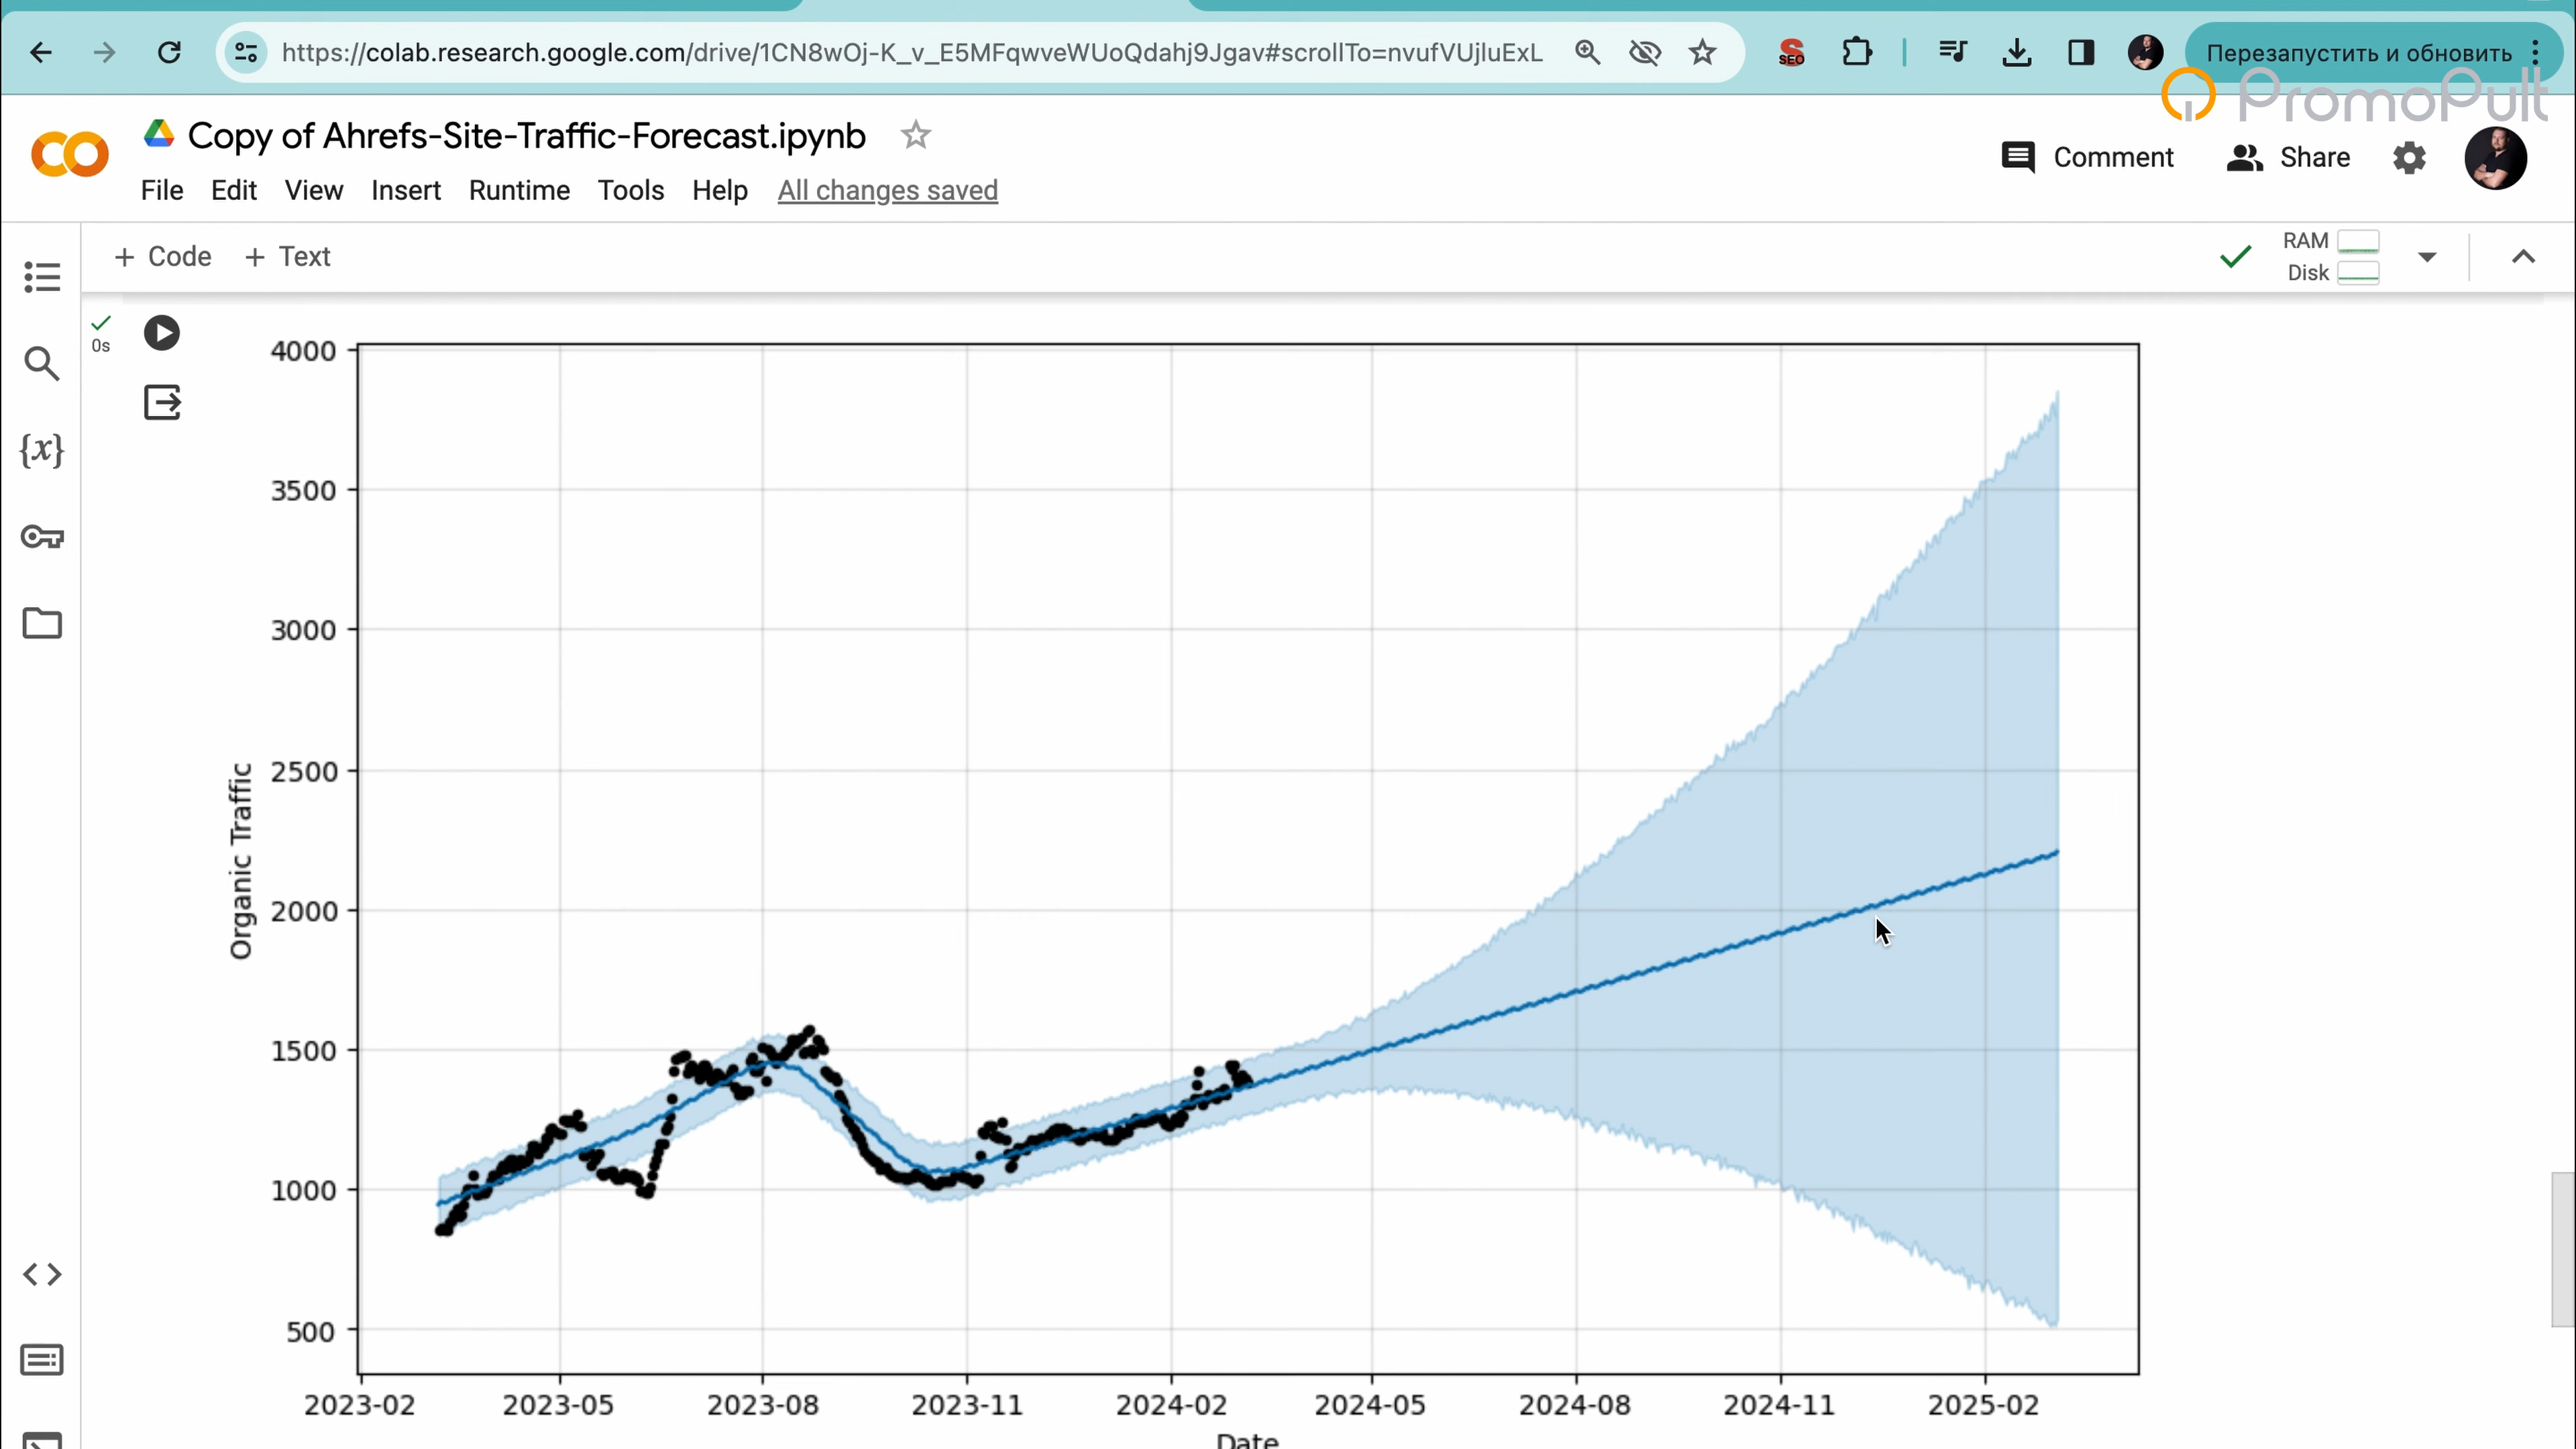 https://colab.research.google.com/drive/1CN8wOj-K_v_E5MFqwveWUoQdahj9Jgav#scrollTo=nvufVUjluExL
SEO
Перезапустить и обновить
PromoPult
CO
Copy of Ahrefs-Site-Traffic-Forecast.ipynb
Comment
Share
File Edit View Insert Runtime Tools Help All changes saved
+ Code + Text
RAM
Disk
0s
{x}
4000
3500
3000
2500
2000
1500
1000
500
Organic Traffic
2023-02 2023-05 2023-08 2023-11 2024-02 2024-05 2024-08 2024-11 2025-02
Date